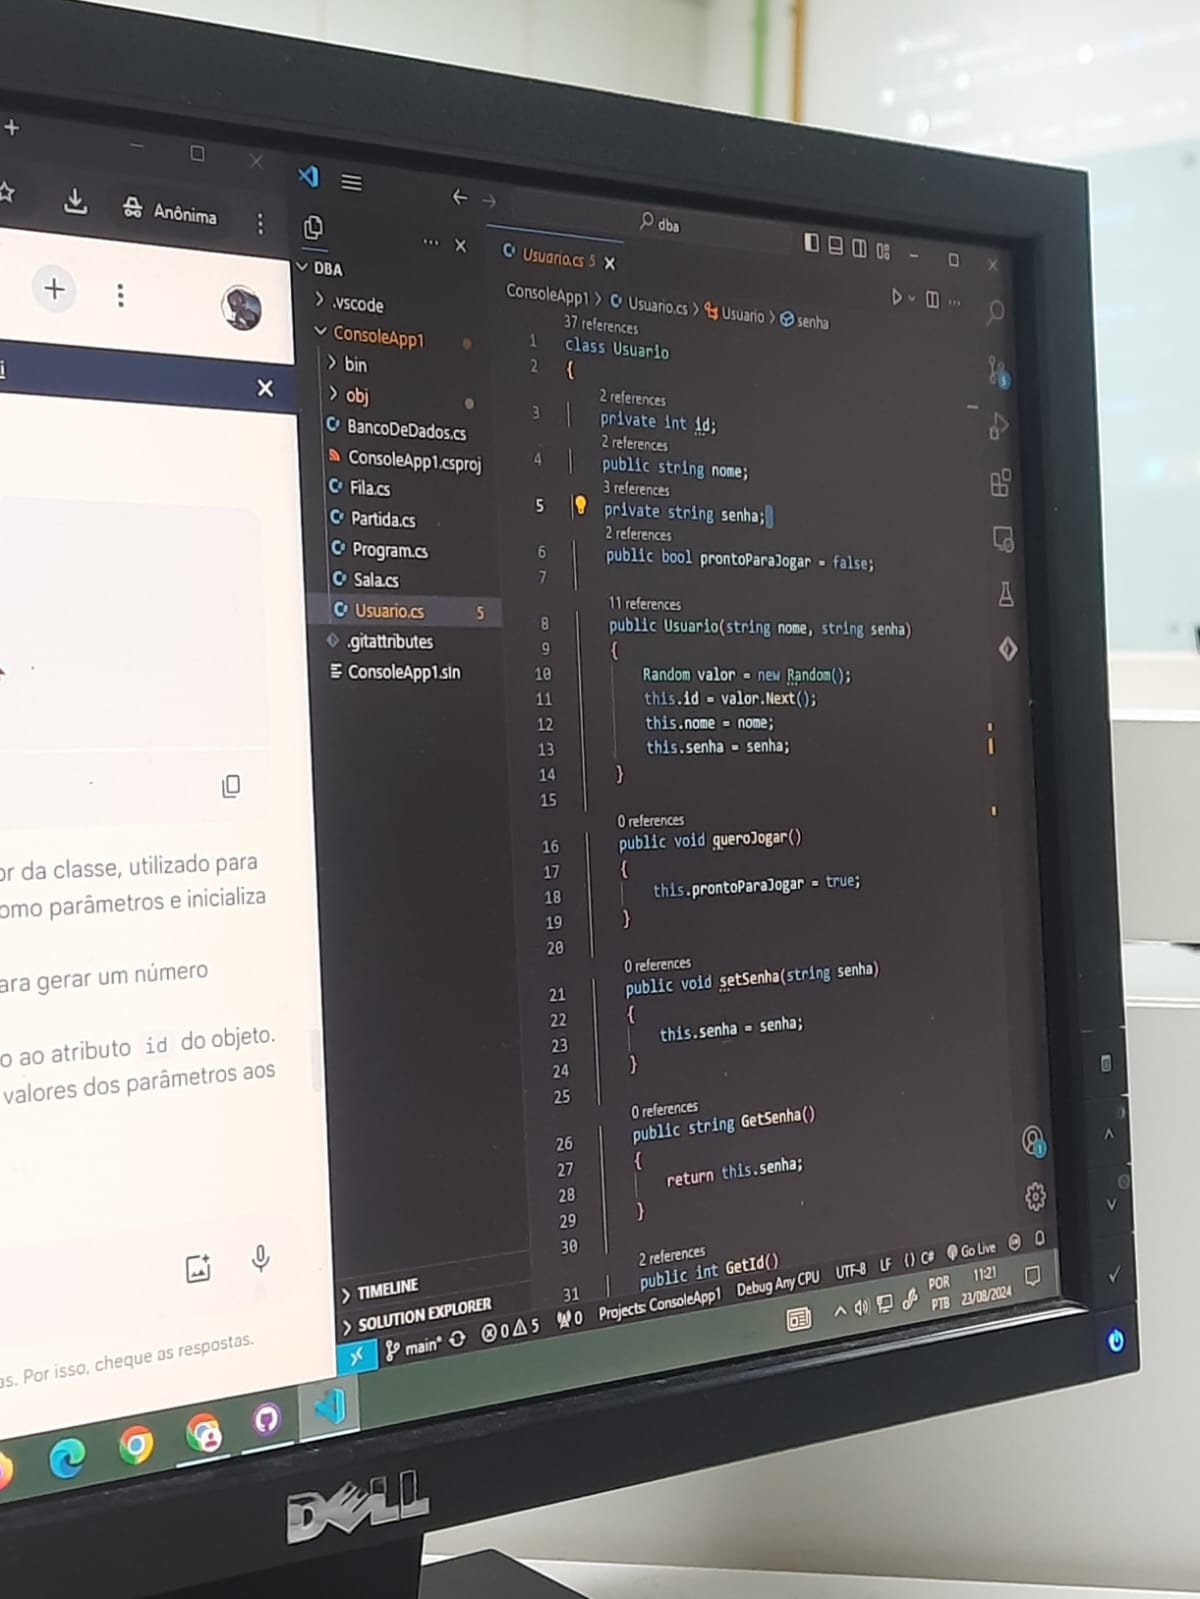 Anônima
or da classe, utilizado para
omo parâmetros e inicializa
ara gerar um número
o ao atributo id do objeto.
valores dos parâmetros aos
as. Por isso, cheque as respostas.
dba
DBA
.vscode
ConsoleApp1
bin
obj
BancoDeDados.cs
ConsoleApp1.csproj
Fila.cs
Partida.cs
Program.cs
Sala.cs
Usuario.cs 5
.gitattributes
ConsoleApp1.sln
TIMELINE
SOLUTION EXPLORER
Usuario.cs 5
ConsoleApp1 > Usuario.cs > Usuario > senha
37 references
1 class Usuario
2 {
2 references
3 private int id;
2 references
4 public string nome;
3 references
5 private string senha;
2 references
6 public bool prontoParaJogar = false;
7
11 references
8 public Usuario(string nome, string senha)
9 {
10 Random valor = new Random();
11 this.id = valor.Next();
12 this.nome = nome;
13 this.senha = senha;
14 }
15
0 references
16 public void queroJogar()
17 {
18 this.prontoParaJogar = true;
19 }
20
0 references
21 public void setSenha(string senha)
22 {
23 this.senha = senha;
24 }
25
0 references
26 public string GetSenha()
27 {
28 return this.senha;
29 }
30
2 references
31 public int GetId()
main* 0 5 0 Projects: ConsoleApp1 Debug Any CPU UTF-8 LF {} C# Go Live
POR
PTB
11:21
23/08/2024
DELL